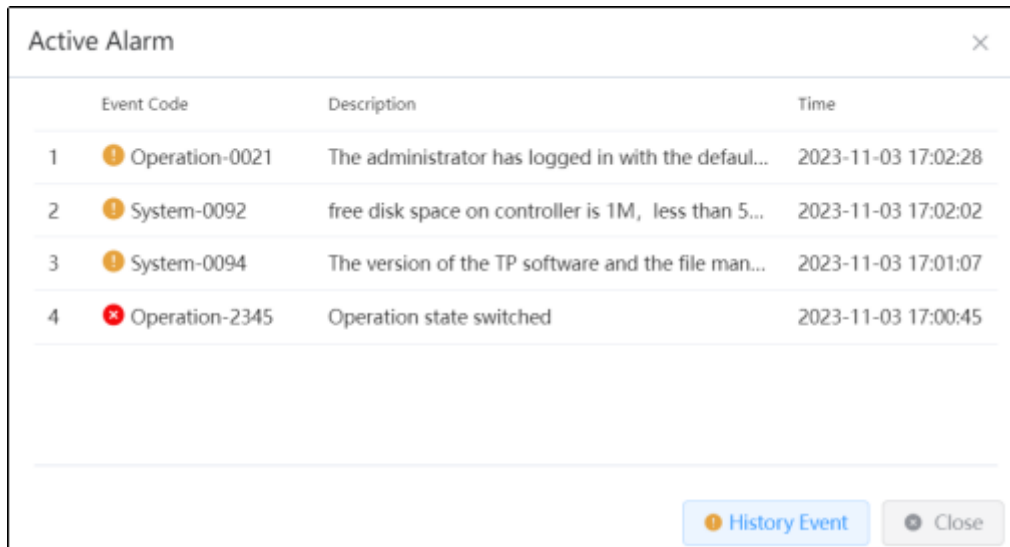 Active Alarm
Event Code Description Time
1 Operation-0021 The administrator has logged in with the defaul... 2023-11-03 17:02:28
2 System-0092 free disk space on controller is 1M, less than 5... 2023-11-03 17:02:02
3 System-0094 The version of the TP software and the file man... 2023-11-03 17:01:07
4 Operation-2345 Operation state switched 2023-11-03 17:00:45
History Event Close